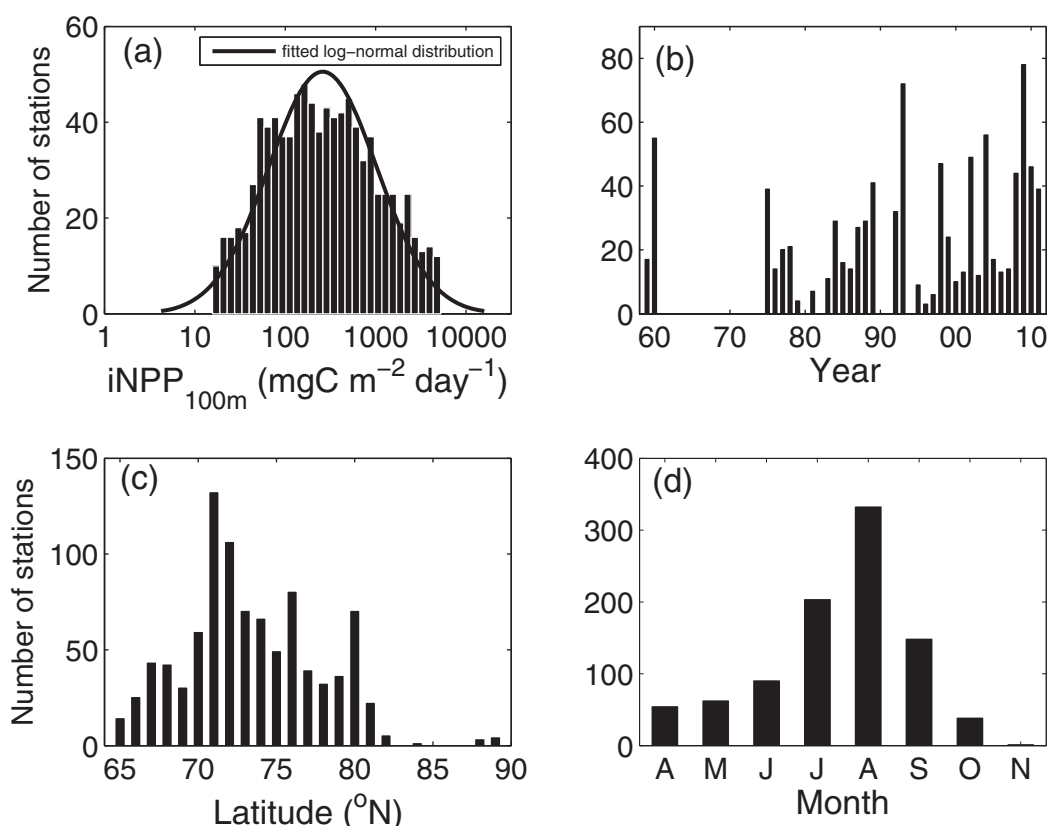 (a)
fitted log−normal distribution
Number of stations
60
40
20
0
1 10 100 1000 10000
iNPP100m (mgC m−2 day−1)
(b)
80
60
40
20
0
60 70 80 90 00 10
Year
(c)
Number of stations
150
100
50
0
65 70 75 80 85 90
Latitude (oN)
(d)
400
300
200
100
0
A M J J A S O N
Month